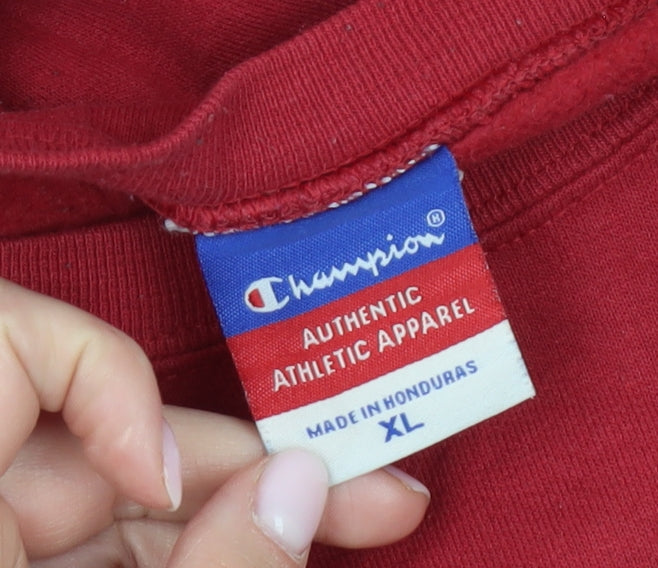 Champion®
AUTHENTIC
ATHLETIC APPAREL
MADE IN HONDURAS
XL